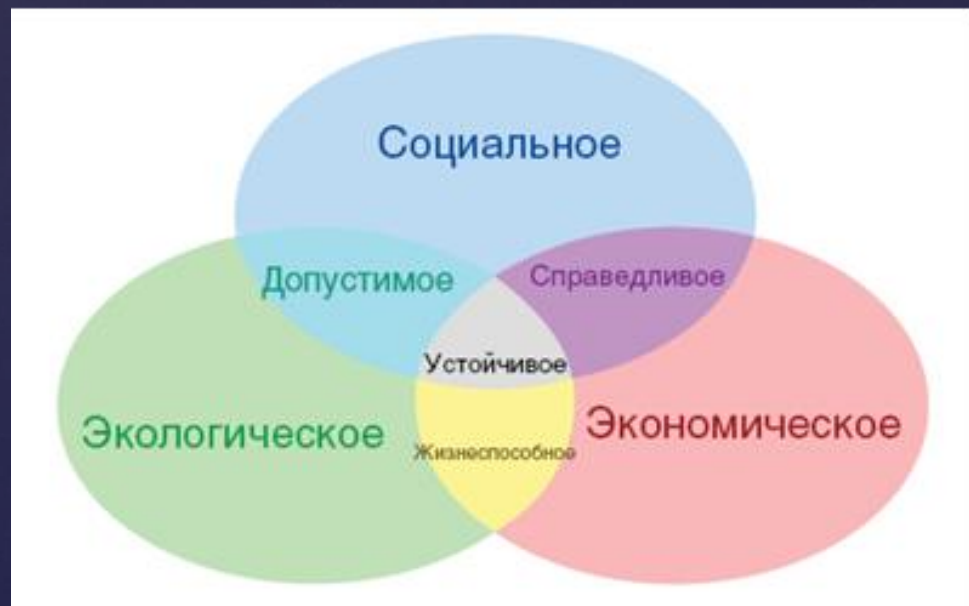 Социальное
Допустимое
Справедливое
Устойчивое
Экологическое
Экономическое
Жизнеспособное